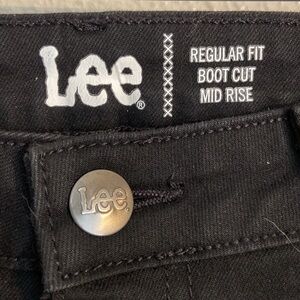 Lee®
REGULAR FIT
BOOT CUT
MID RISE
Lee